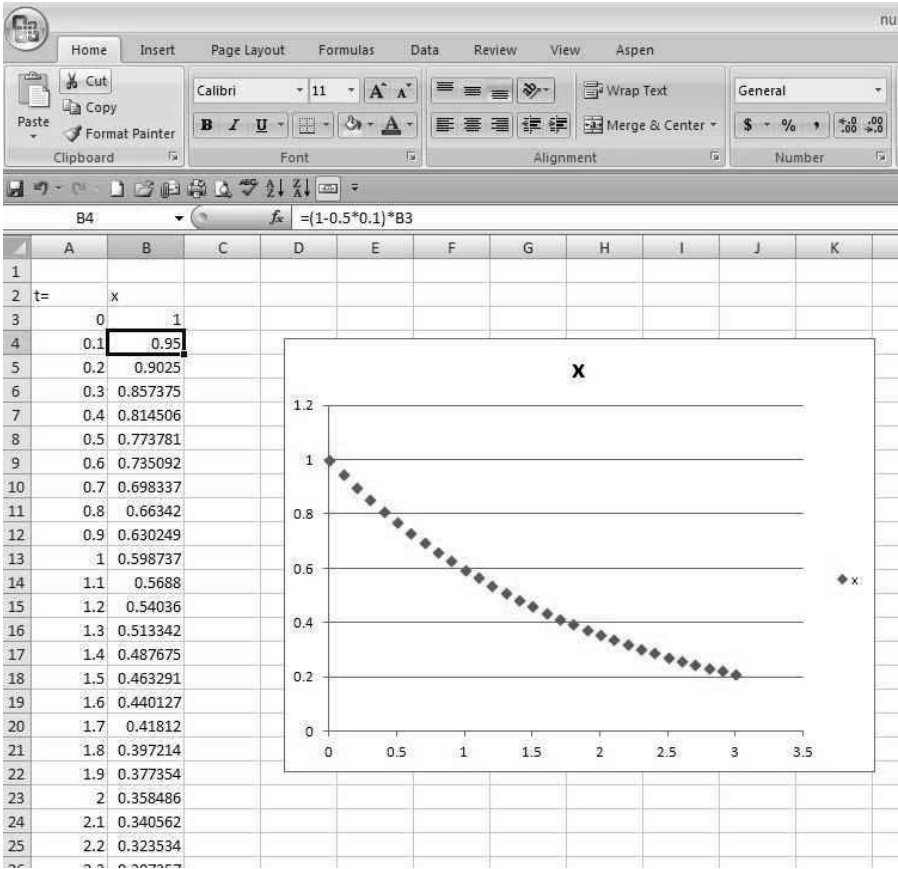 nu
Home Insert Page Layout Formulas Data Review View Aspen
Cut
Copy
Paste
Format Painter
Clipboard
Calibri 11 A A
B I U A
Font
Wrap Text
Merge & Center
Alignment
General
$ % , .0 .00 .00 .0
Number
B4 fx =(1-0.5*0.1)*B3
A B C D E F G H I J K
1
2 t= x
3 0 1
4 0.1 0.95
5 0.2 0.9025
6 0.3 0.857375
7 0.4 0.814506
8 0.5 0.773781
9 0.6 0.735092
10 0.7 0.698337
11 0.8 0.66342
12 0.9 0.630249
13 1 0.598737
14 1.1 0.5688
15 1.2 0.54036
16 1.3 0.513342
17 1.4 0.487675
18 1.5 0.463291
19 1.6 0.440127
20 1.7 0.41812
21 1.8 0.397214
22 1.9 0.377354
23 2 0.358486
24 2.1 0.340562
25 2.2 0.323534
x
1.2
1
0.8
0.6
0.4
0.2
0
0 0.5 1 1.5 2 2.5 3 3.5
x